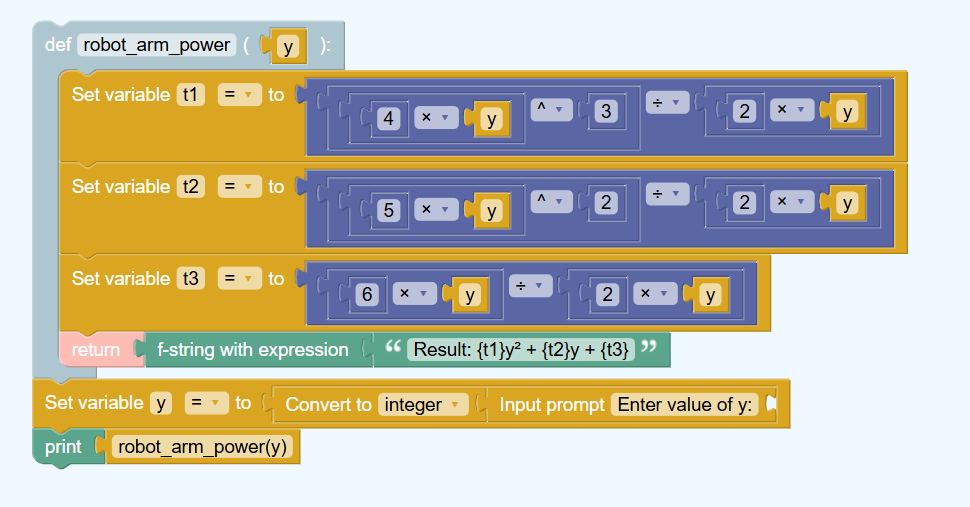 def robot_arm_power ( y ):
Set variable t1 = to 4 × y ^ 3 ÷ 2 × y
Set variable t2 = to 5 × y ^ 2 ÷ 2 × y
Set variable t3 = to 6 × y ÷ 2 × y
return f-string with expression “ Result: {t1}y² + {t2}y + {t3} ”
Set variable y = to Convert to integer Input prompt Enter value of y:
print robot_arm_power(y)